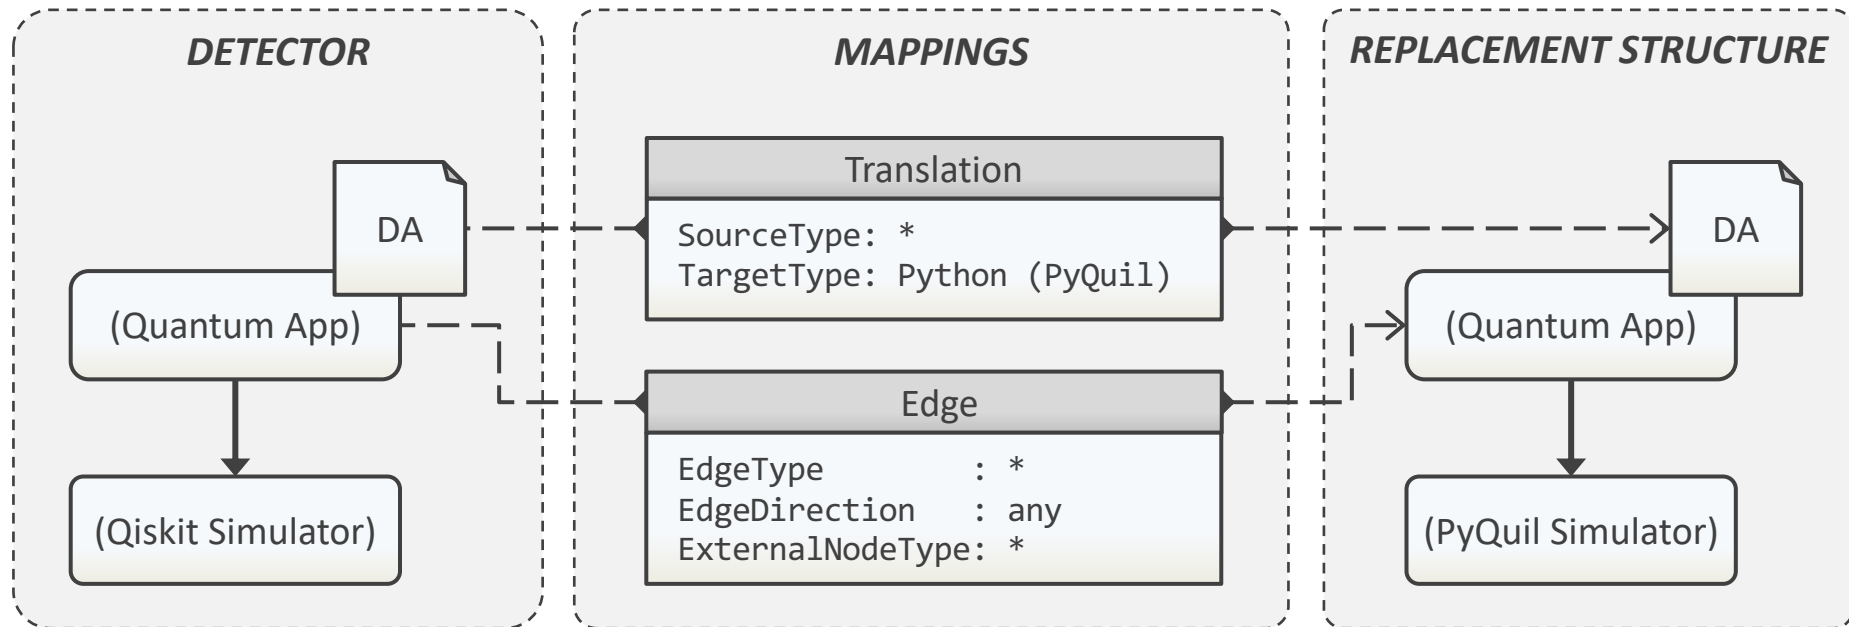 DETECTOR
DA
(Quantum App)
(Qiskit Simulator)
MAPPINGS
Translation
SourceType: *
TargetType: Python (PyQuil)
Edge
EdgeType         : *
EdgeDirection   : any
ExternalNodeType: *
REPLACEMENT STRUCTURE
DA
(Quantum App)
(PyQuil Simulator)